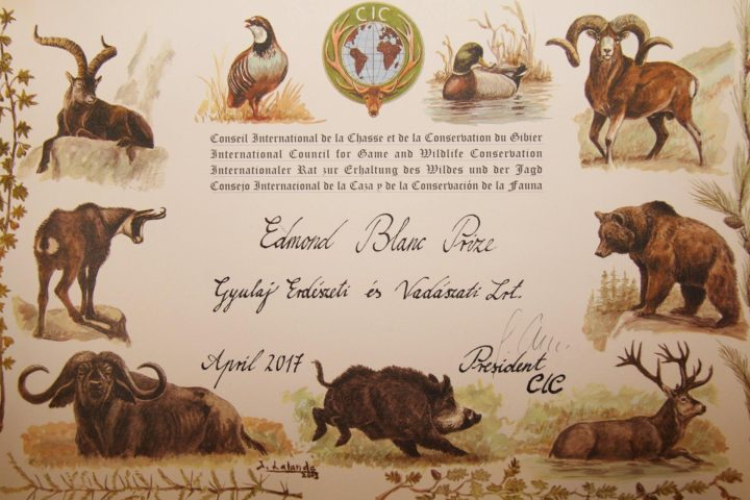 CIC
Conseil International de la Chasse et de la Conservation du Gibier
International Council for Game and Wildlife Conservation
Internationaler Rat zur Erhaltung des Wildes und der Jagd
Consejo International de la Caza y de la Conservación de la Fauna
Edmond Blanc Prize
Gyulaj Erdészeti és Vadászati Zrt.
April 2017
President
CIC